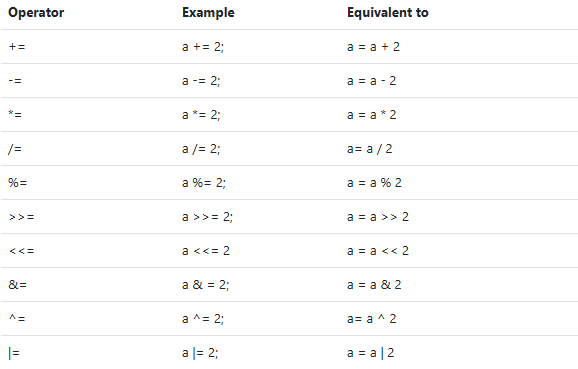 Operator Example Equivalent to
+= a += 2; a = a + 2
-= a -= 2; a = a - 2
*= a *= 2; a = a * 2
/= a /= 2; a= a / 2
%= a %= 2; a = a % 2
>>= a >>= 2; a = a >> 2
<<= a <<= 2 a = a << 2
&= a & = 2; a = a & 2
^= a ^= 2; a= a ^ 2
|= a |= 2; a = a | 2